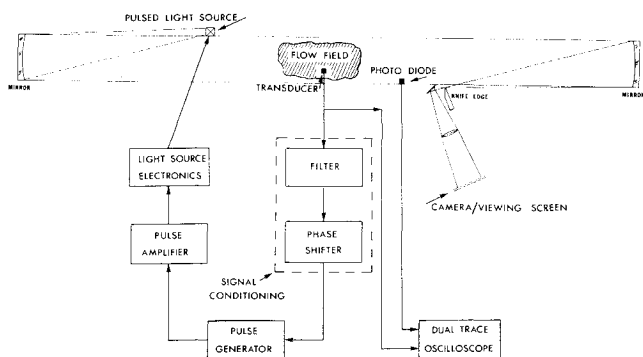 PULSED LIGHT SOURCE
FLOW FIELD
PHOTO DIODE
TRANSDUCER
MIRROR
KNIFE EDGE
MIRROR
LIGHT SOURCE
ELECTRONICS
FILTER
CAMERA/VIEWING SCREEN
PULSE
AMPLIFIER
PHASE
SHIFTER
SIGNAL
CONDITIONING
PULSE
GENERATOR
DUAL TRACE
OSCILLOSCOPE